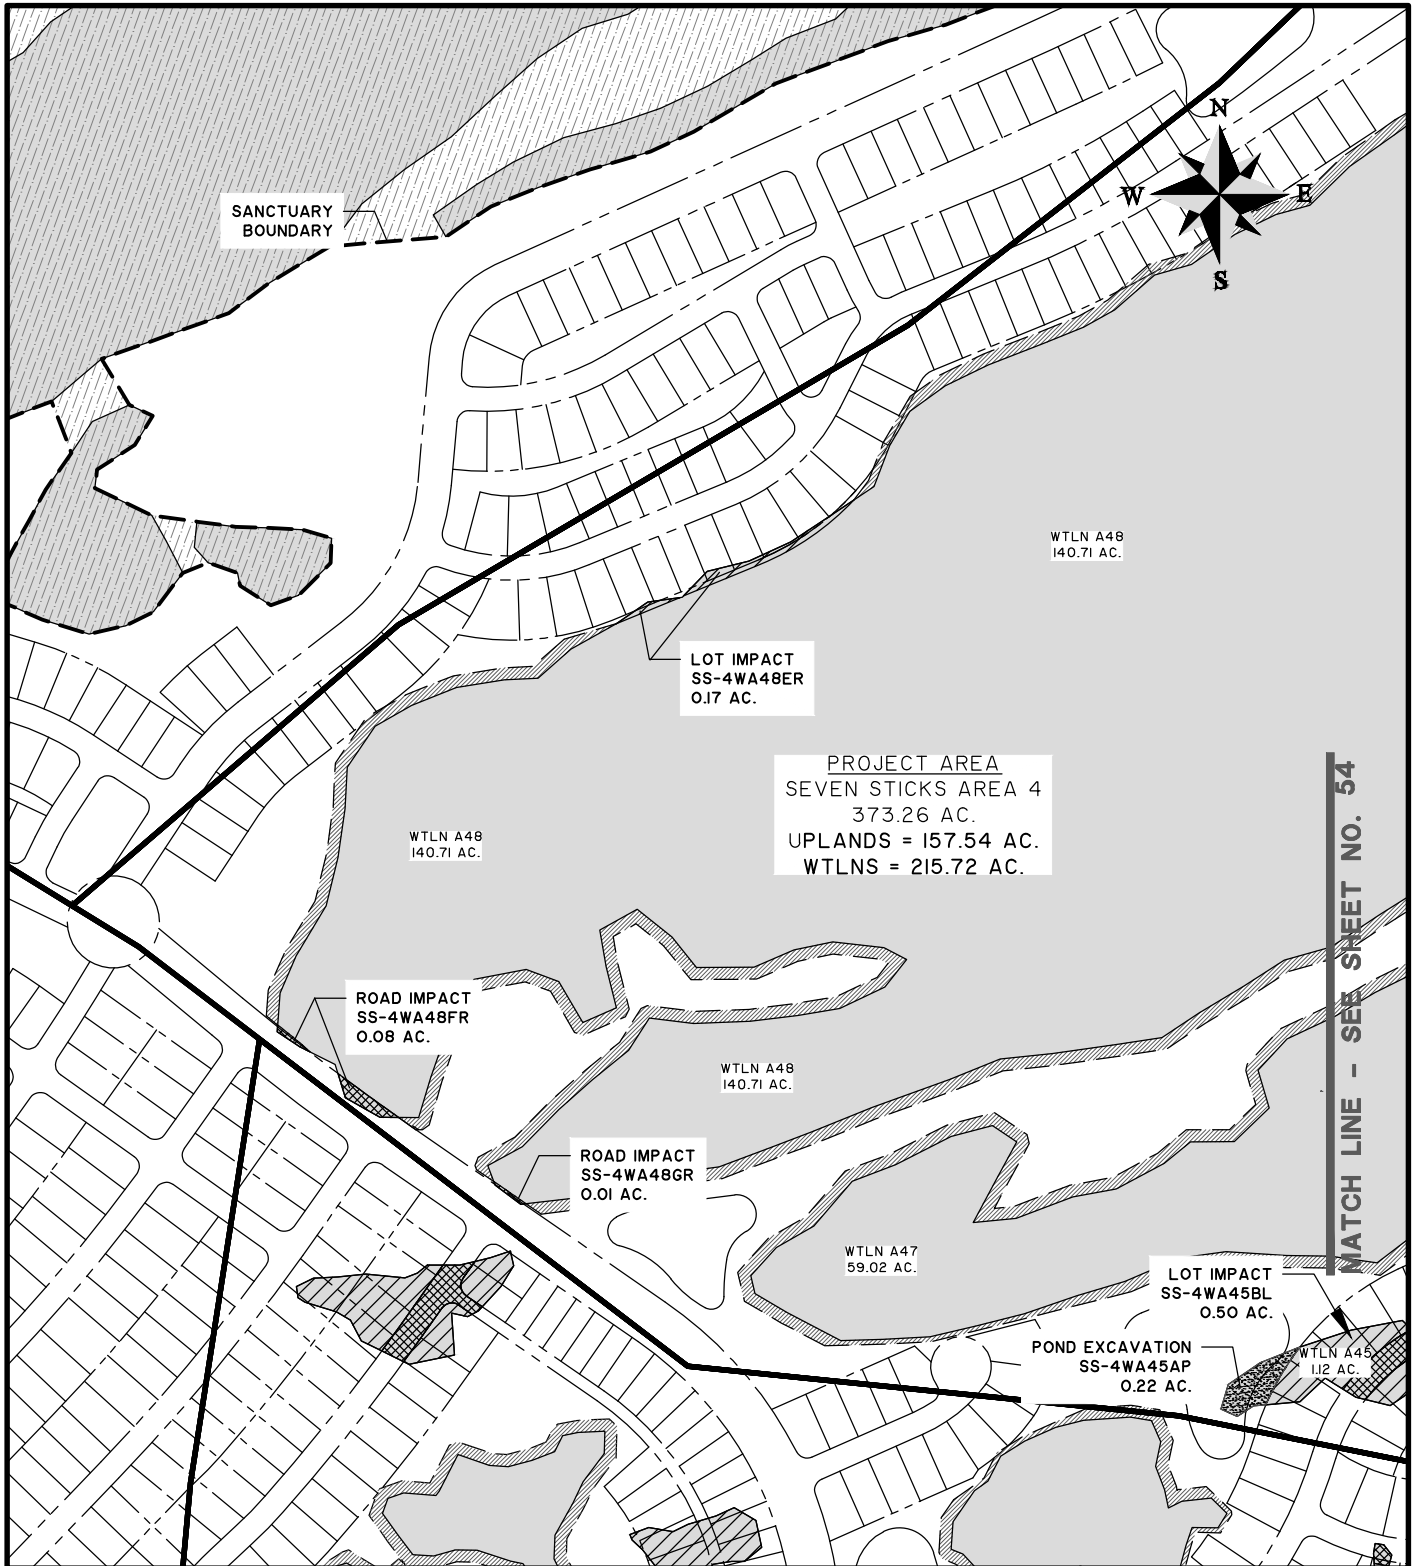 N
W
E
S
SANCTUARY
BOUNDARY
WTLN A48
140.71 AC.
LOT IMPACT
SS-4WA48ER
0.17 AC.
PROJECT AREA
SEVEN STICKS AREA 4
373.26 AC.
UPLANDS = 157.54 AC.
WTLNS = 215.72 AC.
MATCH LINE - SEE SHEET NO. 54
WTLN A48
140.71 AC.
ROAD IMPACT
SS-4WA48FR
0.08 AC.
WTLN A48
140.71 AC.
ROAD IMPACT
SS-4WA48GR
0.01 AC.
WTLN A47
59.02 AC.
LOT IMPACT
SS-4WA45BL
0.50 AC.
POND EXCAVATION
SS-4WA45AP
0.22 AC.
WTLN A45
1.12 AC.